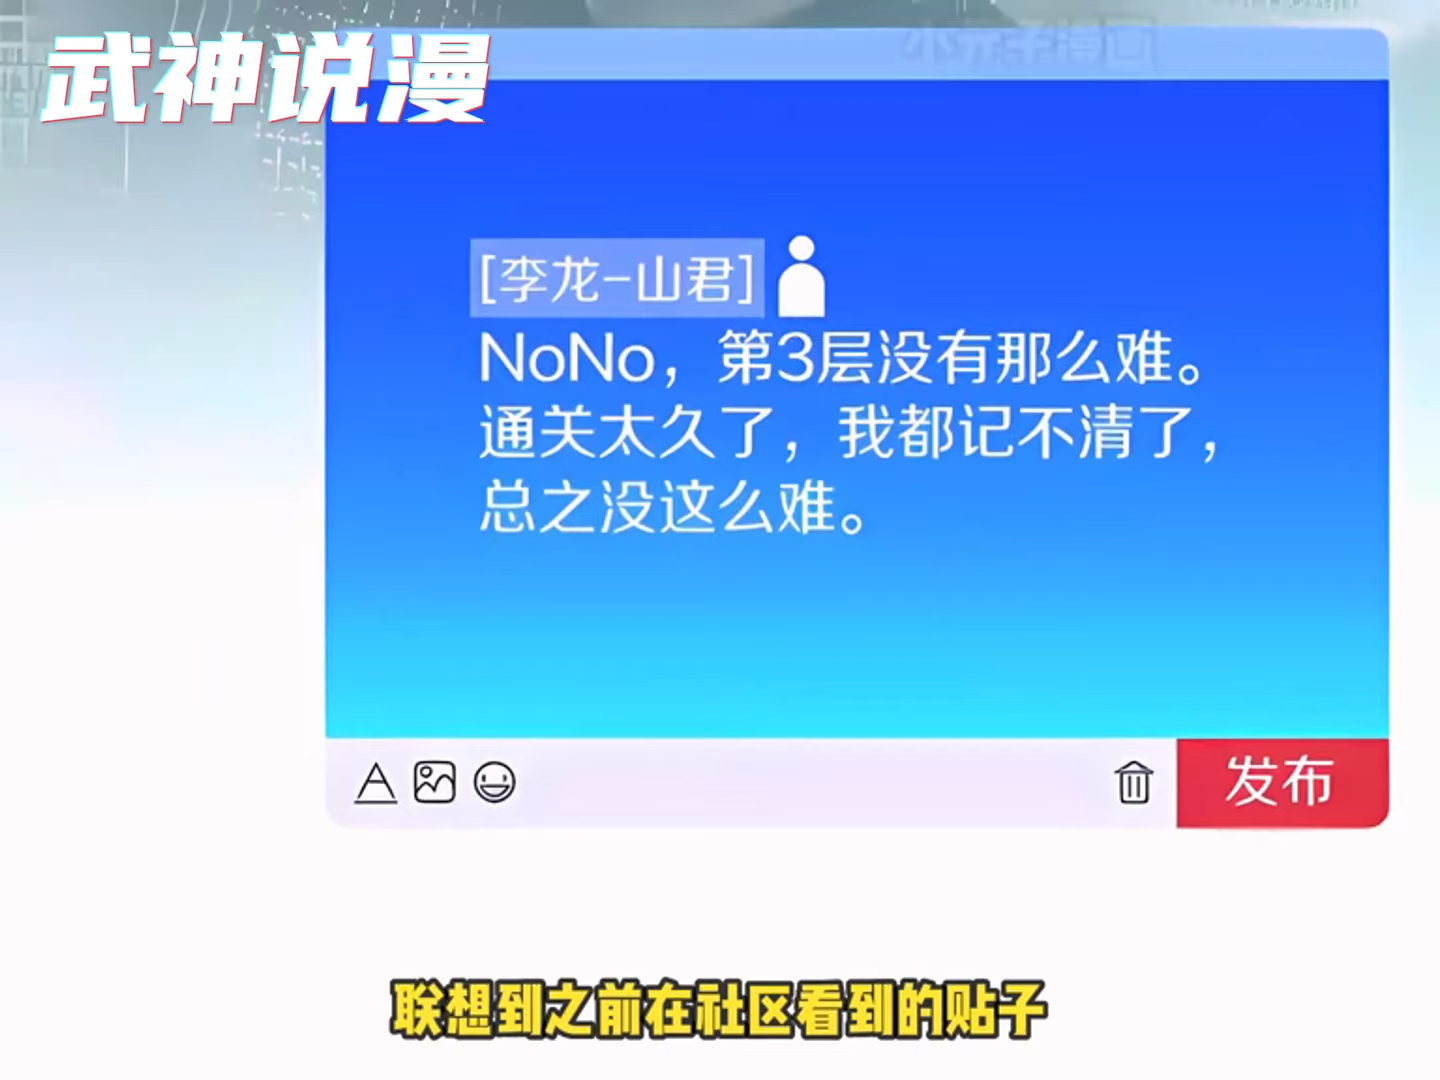 武神说漫
[李龙-山君]
NoNo，第3层没有那么难。
通关太久了，我都记不清了，
总之没这么难。
发布
联想到之前在社区看到的贴子